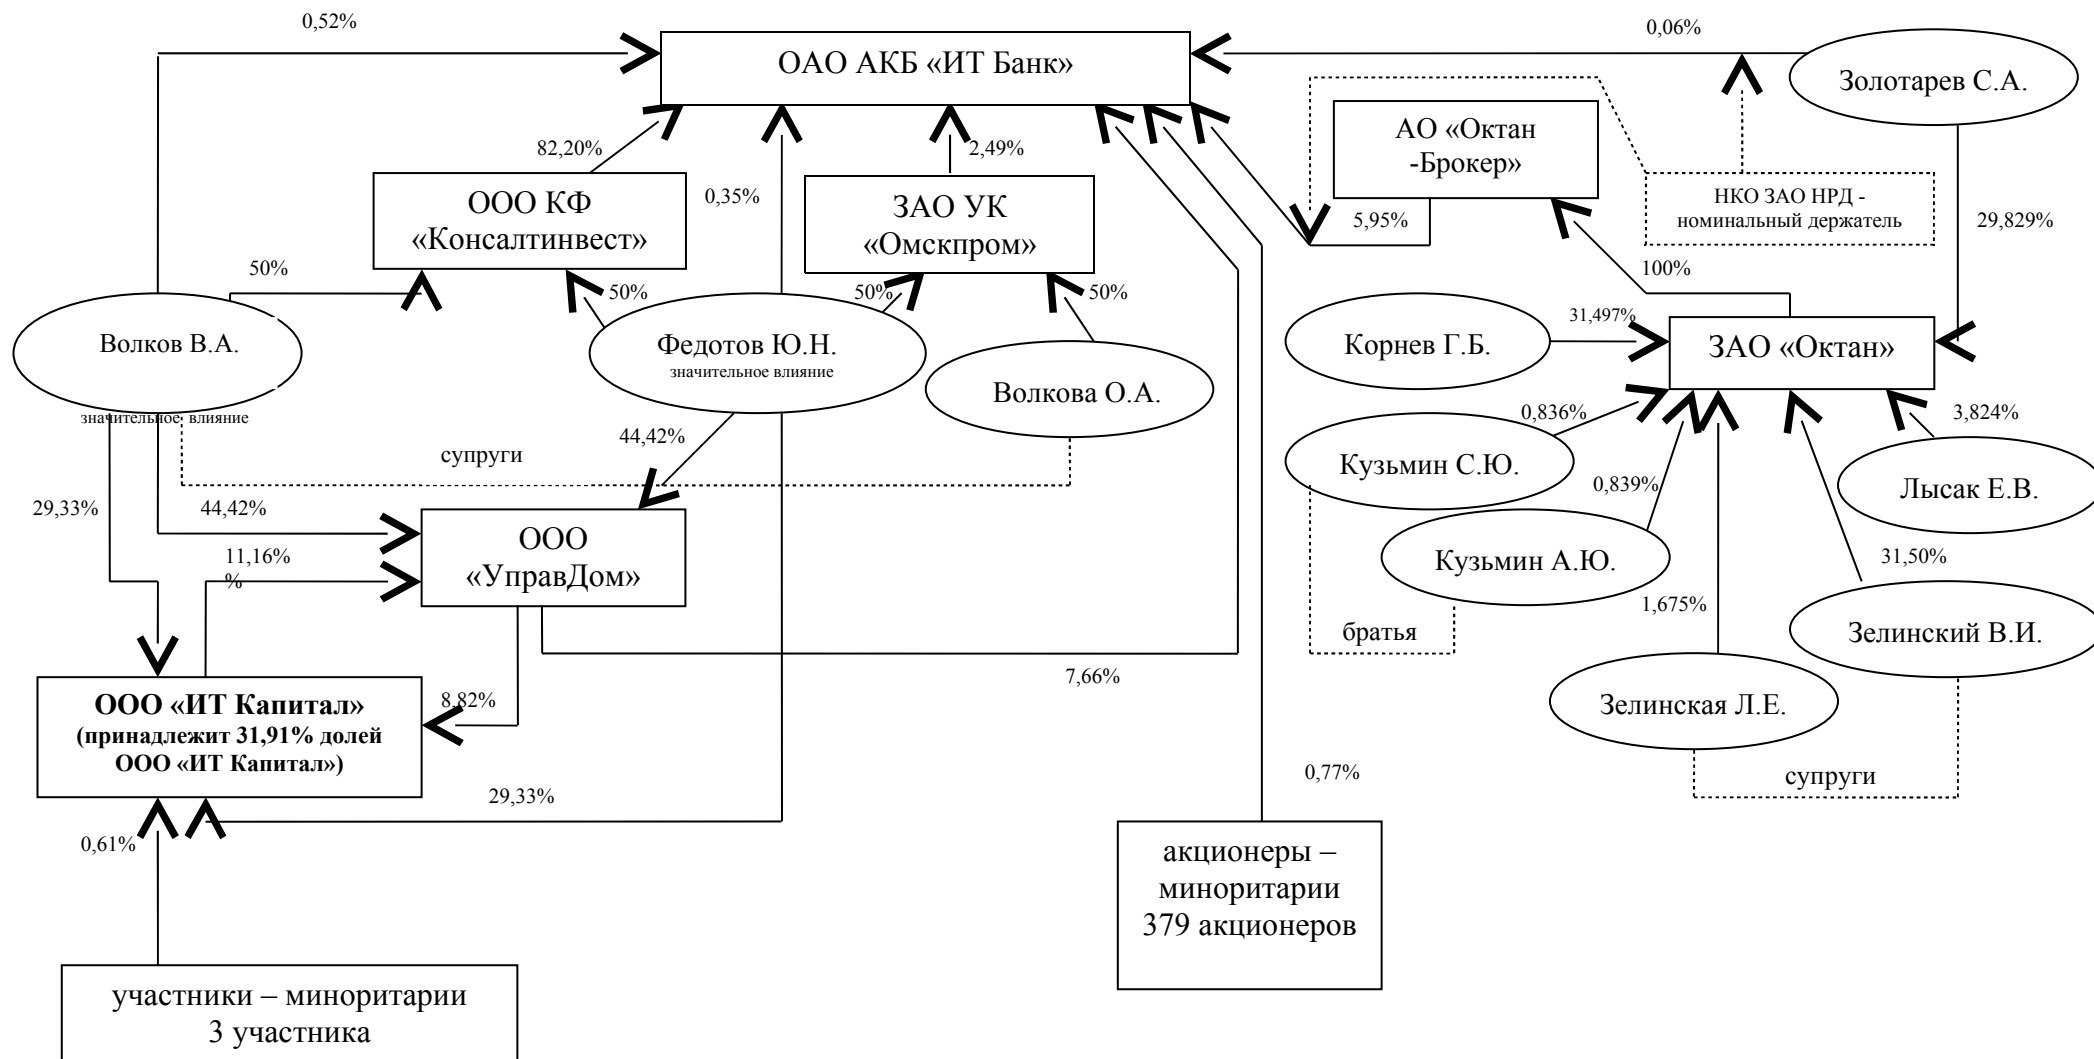 0,52%
0,06%
ОАО АКБ «ИТ Банк»
Золотарев С.А.
АО «Октан
-Брокер»
82,20%
2,49%
ООО КФ
«Консалтинвест»
0,35%
ЗАО УК
«Омскпром»
НКО ЗАО НРД -
номинальный держатель
5,95%
29,829%
50%
100%
50%
50%
50%
31,497%
Волков В.А.
значительное влияние
Федотов Ю.Н.
значительное влияние
Волкова О.А.
Корнев Г.Б.
ЗАО «Октан»
0,836%
3,824%
44,42%
супруги
Кузьмин С.Ю.
0,839%
Лысак Е.В.
29,33%
44,42%
11,16%
%
ООО
«УправДом»
Кузьмин А.Ю.
31,50%
1,675%
братья
Зелинский В.И.
7,66%
8,82%
ООО «ИТ Капитал»
(принадлежит 31,91% долей
ООО «ИТ Капитал»)
Зелинская Л.Е.
супруги
0,77%
29,33%
0,61%
акционеры –
миноритарии
379 акционеров
участники – миноритарии
3 участника